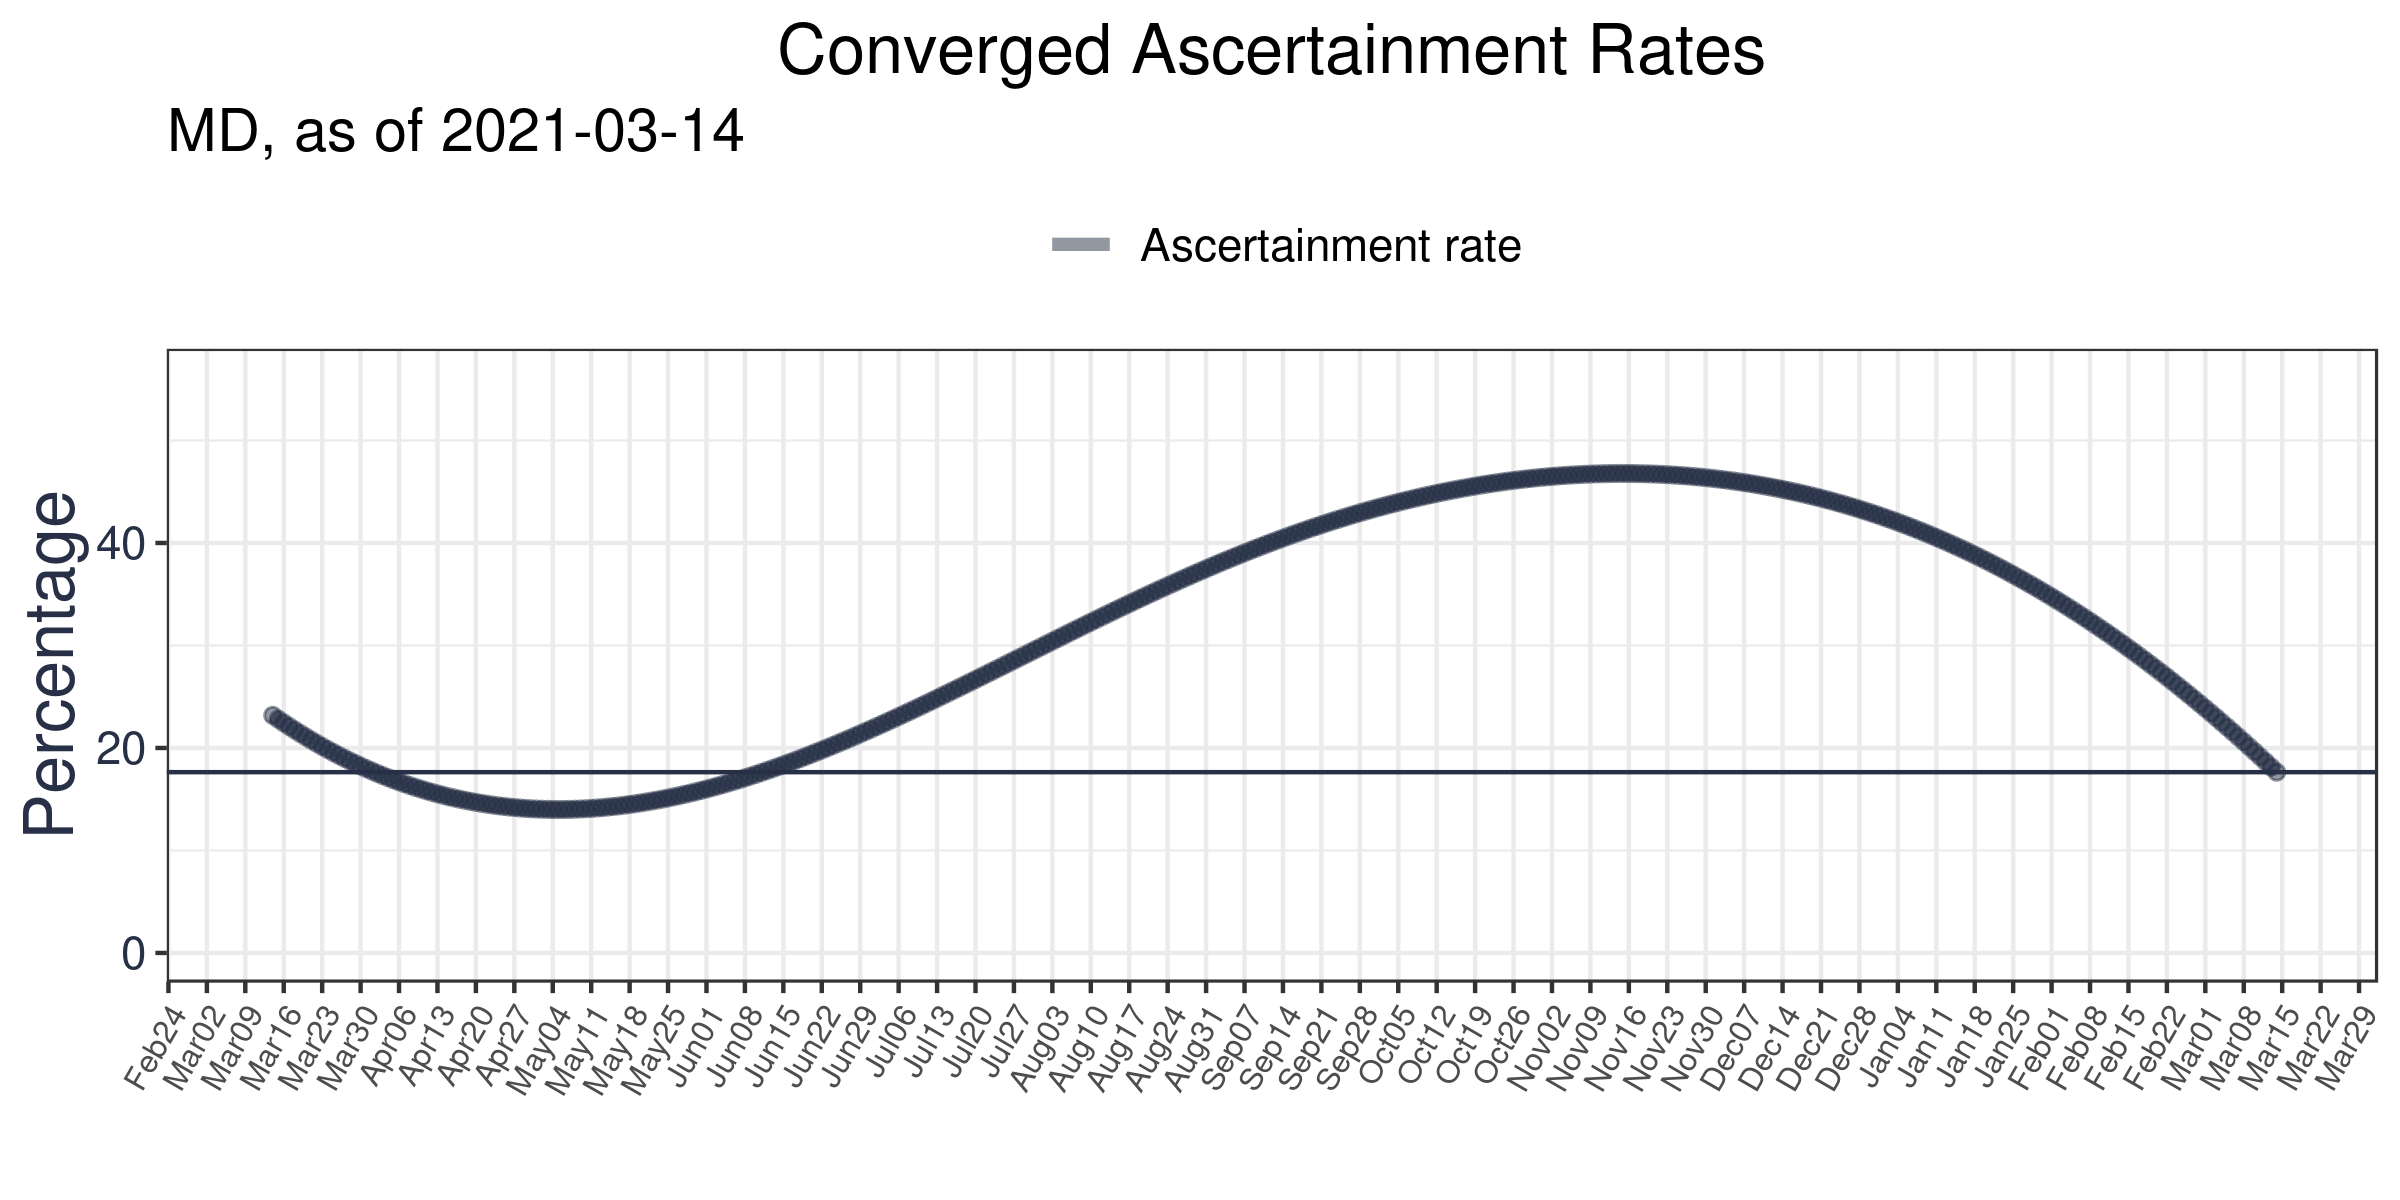 Converged Ascertainment Rates
MD, as of 2021-03-14
Ascertainment rate
Percentage
40
20
0
Feb24
Mar02
Mar09
Mar16
Mar23
Mar30
Apr06
Apr13
Apr20
Apr27
May04
May11
May18
May25
Jun01
Jun08
Jun15
Jun22
Jun29
Jul06
Jul13
Jul20
Jul27
Aug03
Aug10
Aug17
Aug24
Aug31
Sep07
Sep14
Sep21
Sep28
Oct05
Oct12
Oct19
Oct26
Nov02
Nov09
Nov16
Nov23
Nov30
Dec07
Dec14
Dec21
Dec28
Jan04
Jan11
Jan18
Jan25
Feb01
Feb08
Feb15
Feb22
Mar01
Mar08
Mar15
Mar22
Mar29